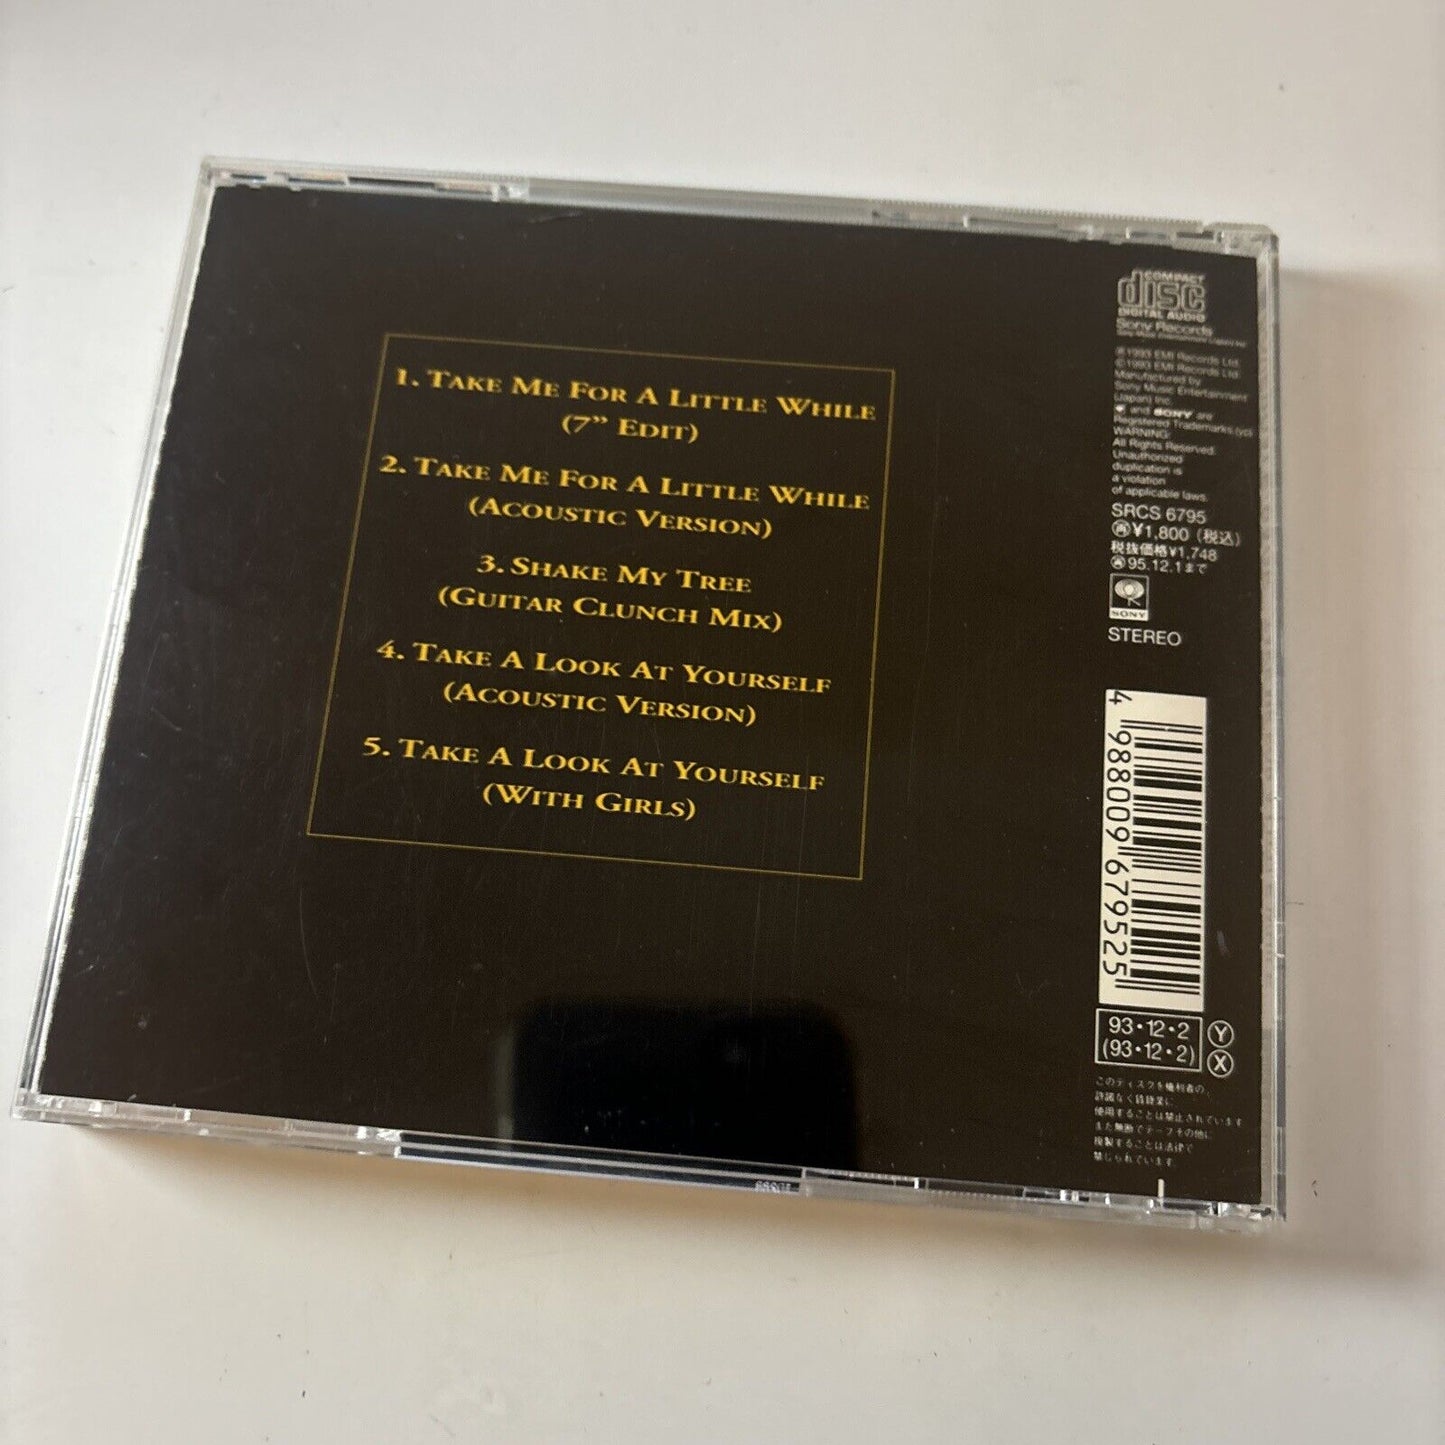 1. Take Me For A Little While
(7” Edit)
2. Take Me For A Little While
(Acoustic Version)
3. Shake My Tree
(Guitar Clunch Mix)
4. Take A Look At Yourself
(Acoustic Version)
5. Take A Look At Yourself
(With Girls)
COMPACT
disc
DIGITAL AUDIO
Sony Records
℗1993 EMI Records Ltd.
©1993 EMI Records Ltd.
Manufactured by
Sony Music Entertainment
(Japan) Inc.
and SONY are
Registered Trademarks.
WARNING:
All Rights Reserved.
Unauthorized
duplication is
a violation
of applicable laws.
SRCS 6795
¥1,800 (税込)
税抜価格¥1,748
95.12.1まで
SONY
STEREO
4 988009 679525
93•12•2 Y
(93•12•2) X
このディスクを権利者の、
許諾なく賃貸業に
使用することは禁止されています
また無断でテープその他に
複製することは法律で
禁じられています。